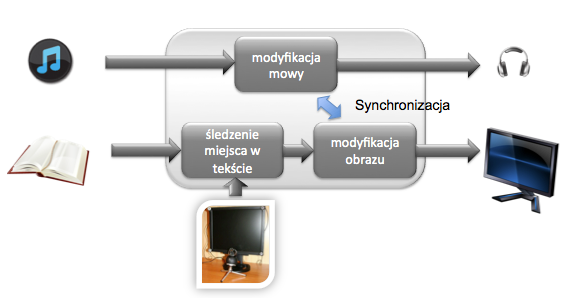 modyfikacja
mowy
Synchronizacja
śledzenie
miejsca w
tekście
modyfikacja
obrazu